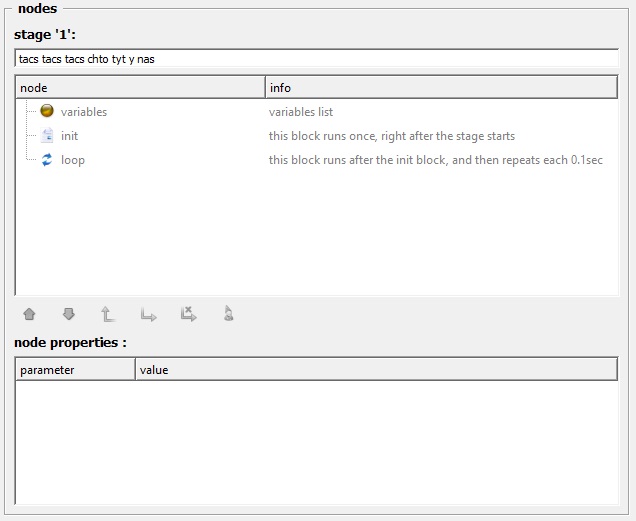 nodes
stage '1':
tacs tacs tacs chto tyt y nas
node info
variables variables list
init this block runs once, right after the stage starts
loop this block runs after the init block, and then repeats each 0.1sec
node properties :
parameter value